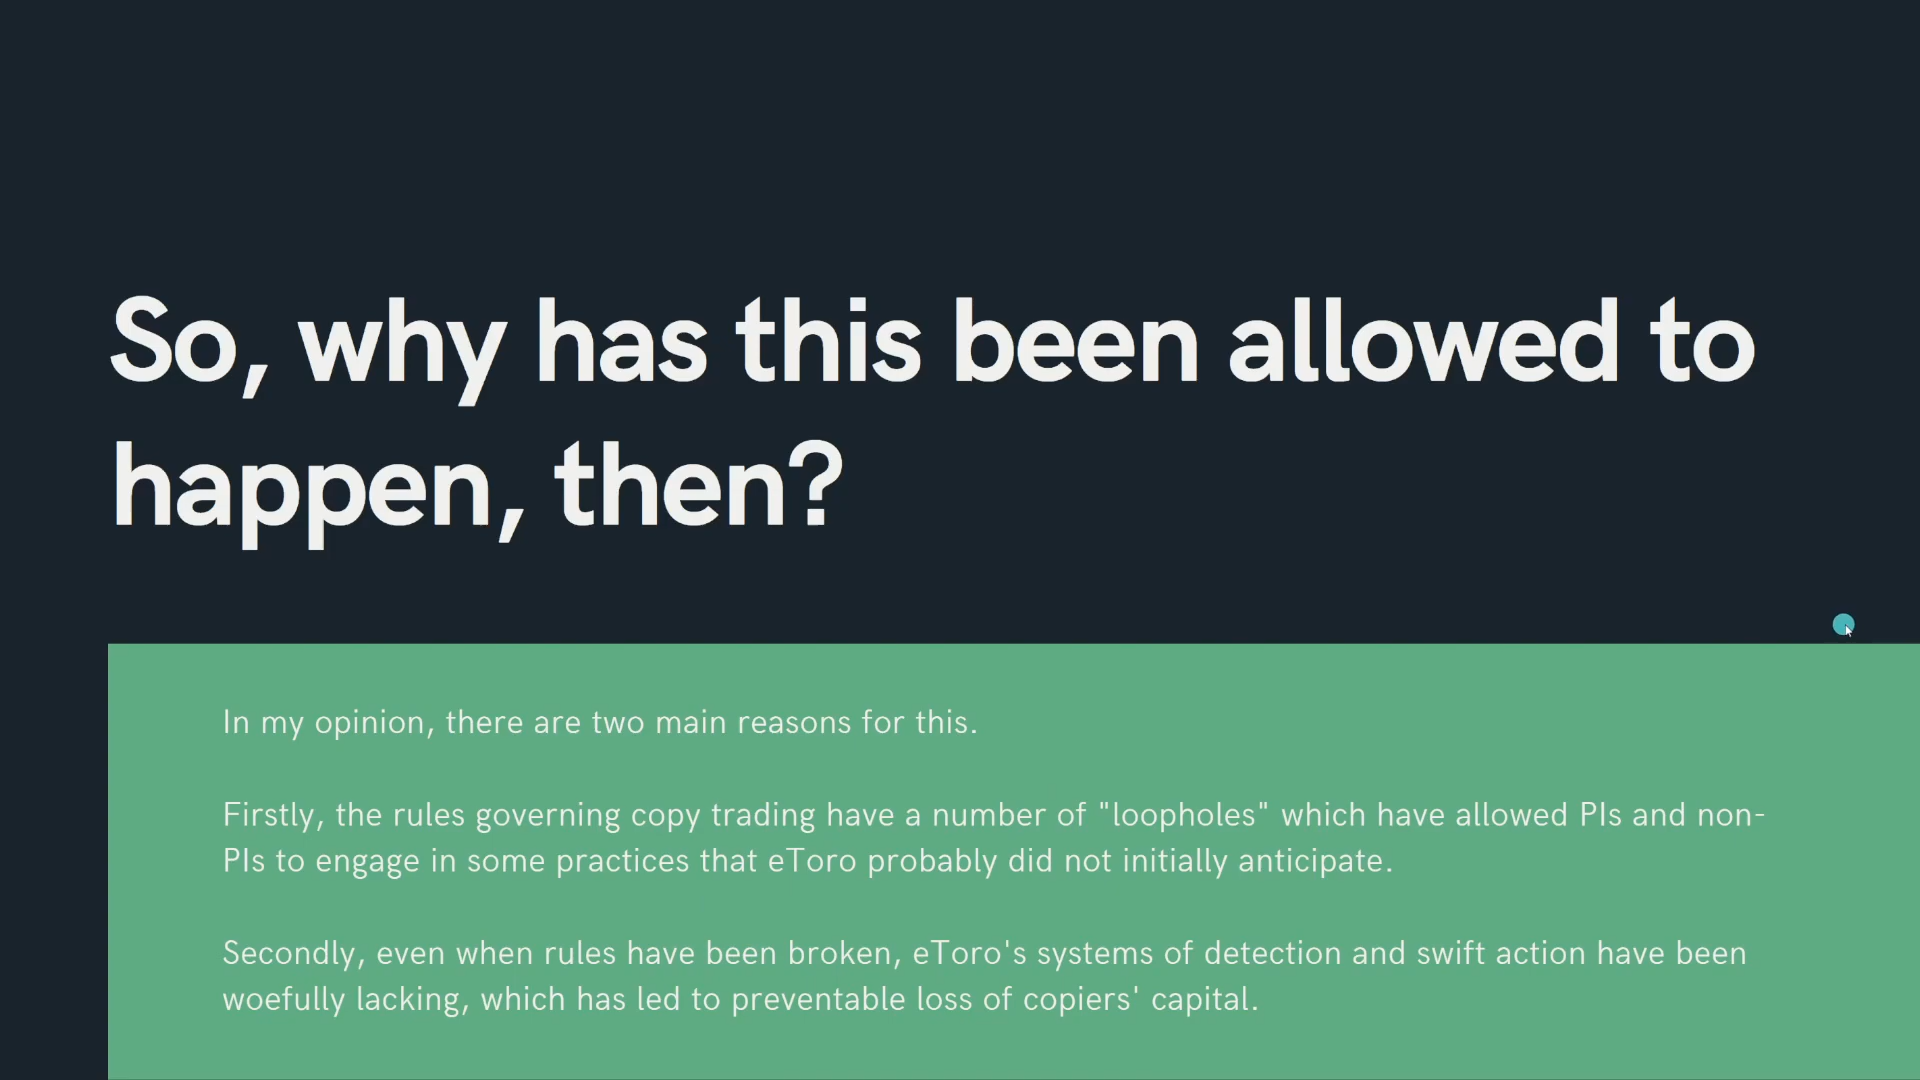 So, why has this been allowed to
happen, then?
In my opinion, there are two main reasons for this.
Firstly, the rules governing copy trading have a number of "loopholes" which have allowed PIs and non-
PIs to engage in some practices that eToro probably did not initially anticipate.
Secondly, even when rules have been broken, eToro's systems of detection and swift action have been
woefully lacking, which has led to preventable loss of copiers' capital.